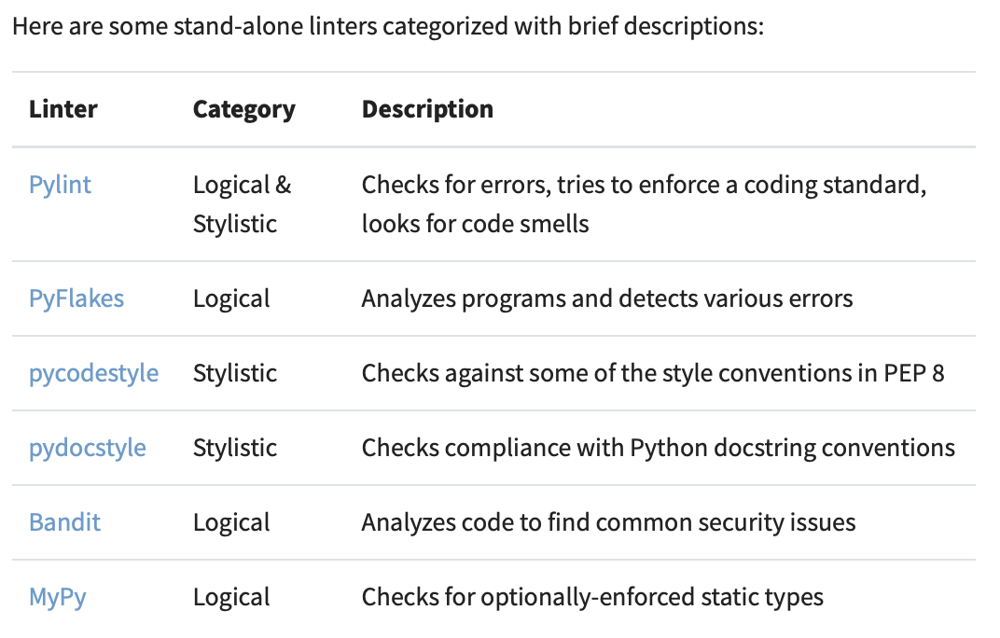 Here are some stand-alone linters categorized with brief descriptions:
Linter Category Description
Pylint Logical & Checks for errors, tries to enforce a coding standard,
Stylistic looks for code smells
PyFlakes Logical Analyzes programs and detects various errors
pycodestyle Stylistic Checks against some of the style conventions in PEP 8
pydocstyle Stylistic Checks compliance with Python docstring conventions
Bandit Logical Analyzes code to find common security issues
MyPy Logical Checks for optionally-enforced static types